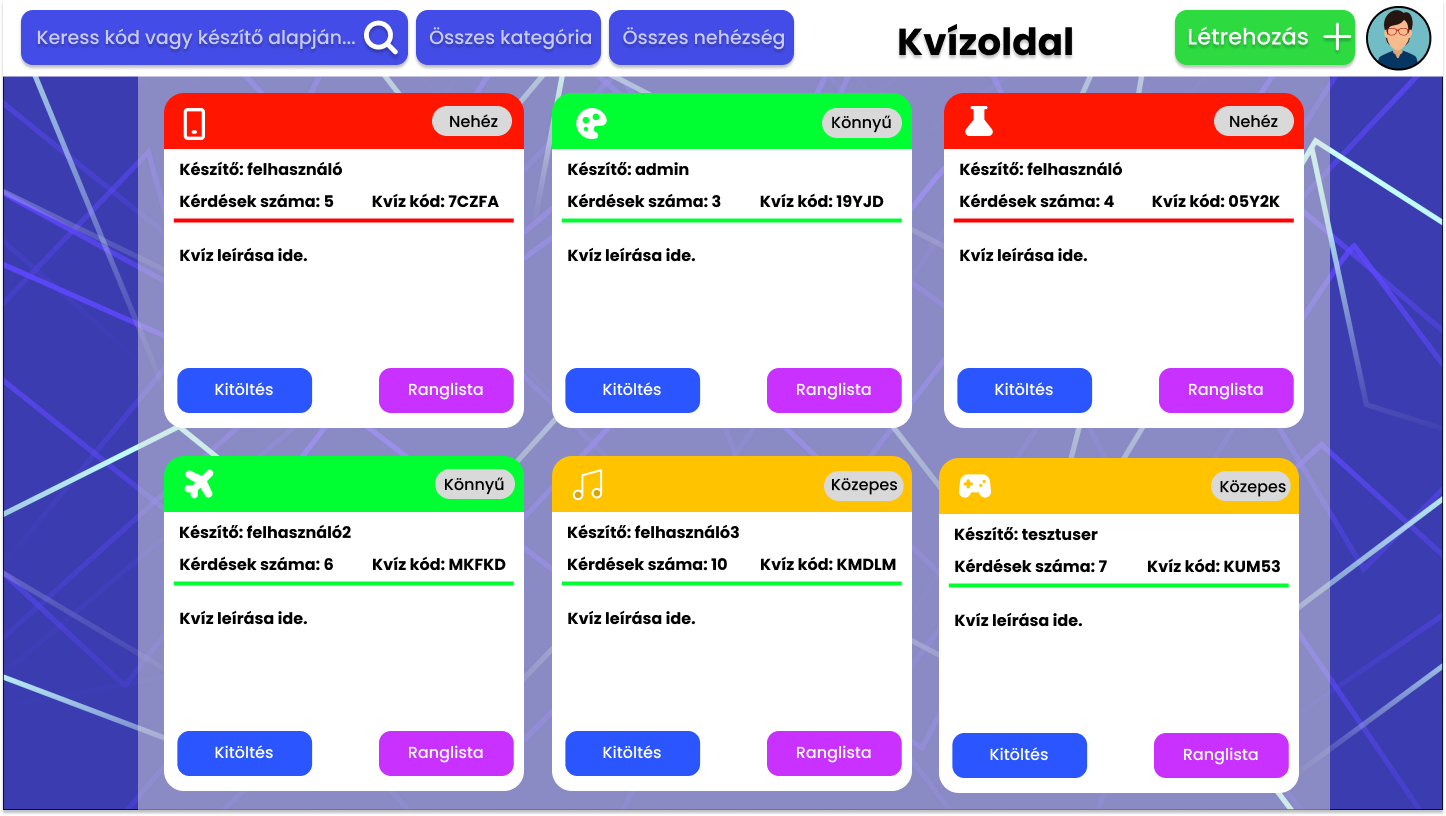 Keress kód vagy készítő alapján...
Összes kategória
Összes nehézség
Kvízoldal
Létrehozás
Nehéz
Készítő: felhasználó
Kérdések száma: 5 Kvíz kód: 7CZFA
Kvíz leírása ide.
Kitöltés Ranglista
Könnyű
Készítő: admin
Kérdések száma: 3 Kvíz kód: 19YJD
Kvíz leírása ide.
Kitöltés Ranglista
Nehéz
Készítő: felhasználó
Kérdések száma: 4 Kvíz kód: 05Y2K
Kvíz leírása ide.
Kitöltés Ranglista
Könnyű
Készítő: felhasználó2
Kérdések száma: 6 Kvíz kód: MKFKD
Kvíz leírása ide.
Kitöltés Ranglista
Közepes
Készítő: felhasználó3
Kérdések száma: 10 Kvíz kód: KMDLM
Kvíz leírása ide.
Kitöltés Ranglista
Közepes
Készítő: tesztuser
Kérdések száma: 7 Kvíz kód: KUM53
Kvíz leírása ide.
Kitöltés Ranglista